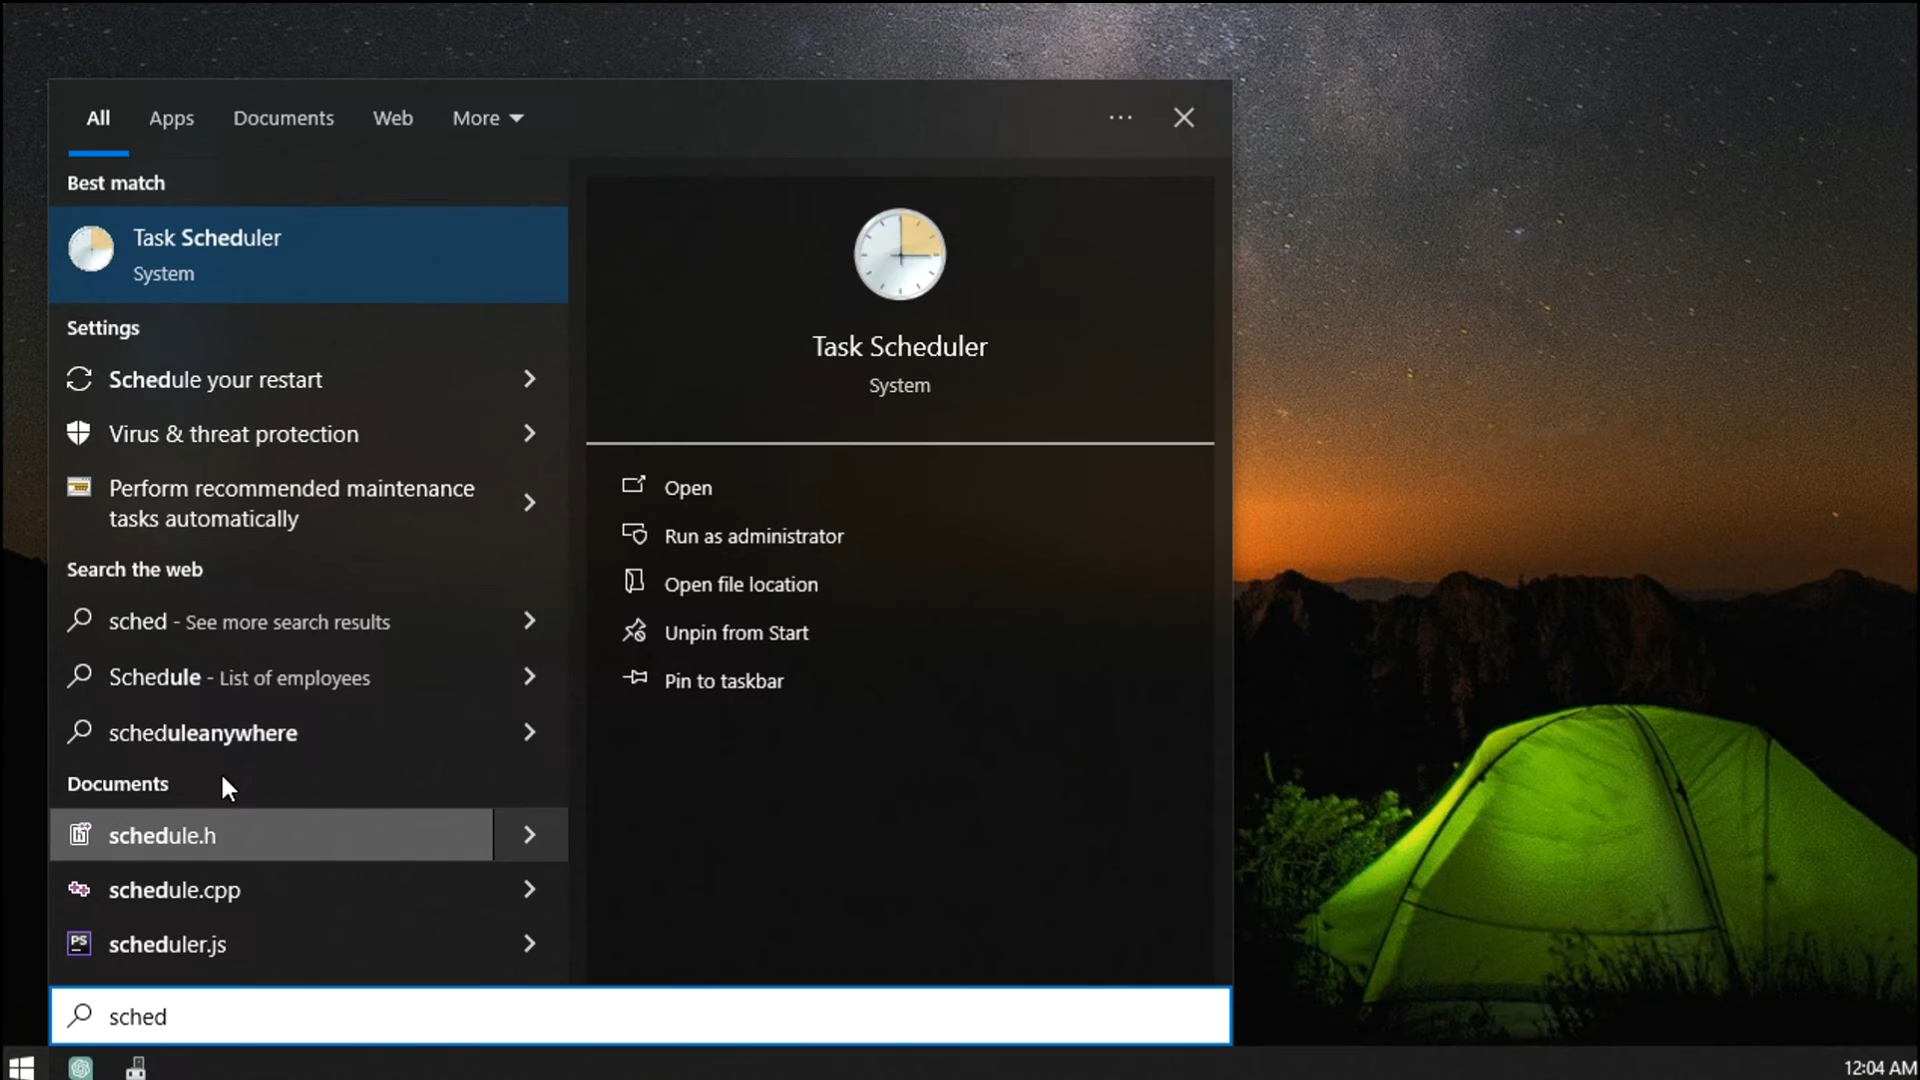 All Apps Documents Web More
Best match
Task Scheduler
System
Settings
Schedule your restart
Virus & threat protection
Perform recommended maintenance
tasks automatically
Search the web
sched - See more search results
Schedule - List of employees
scheduleanywhere
Documents
schedule.h
schedule.cpp
PS scheduler.js
Task Scheduler
System
Open
Run as administrator
Open file location
Unpin from Start
Pin to taskbar
sched
12:04 AM